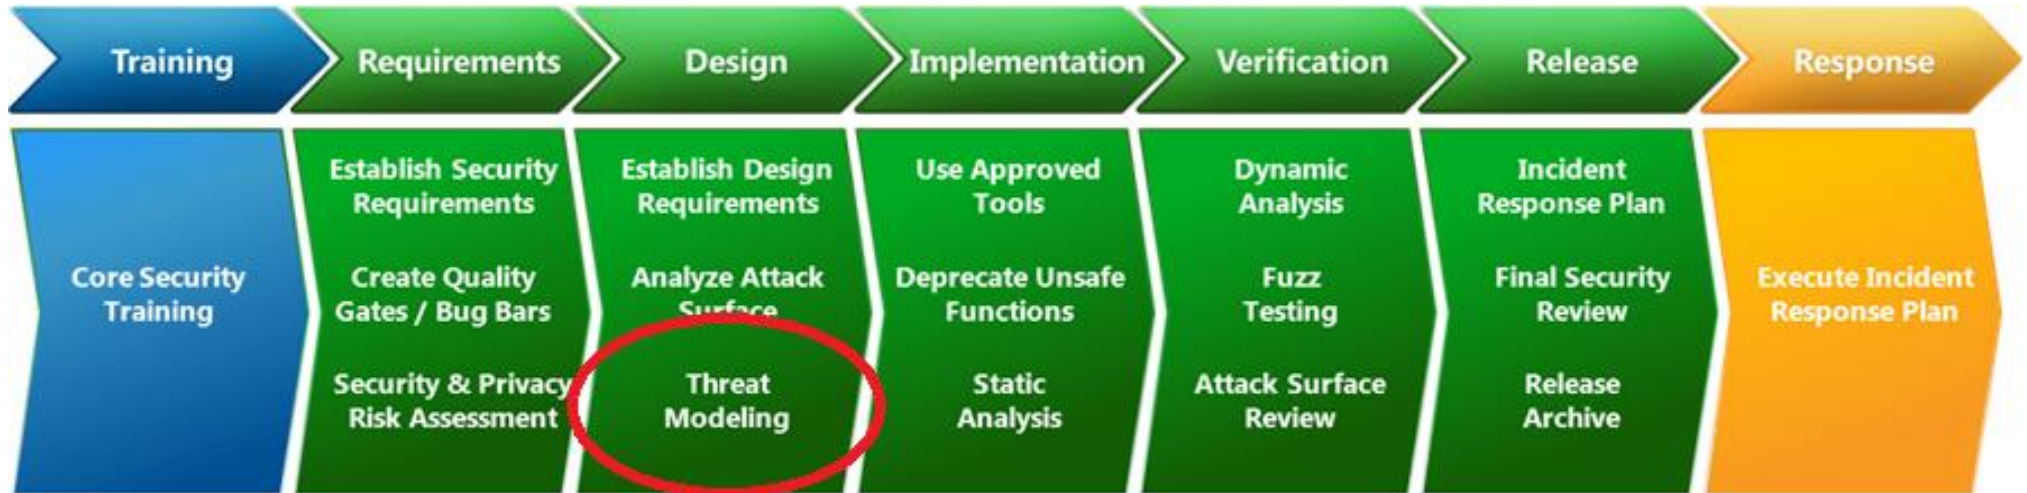 Training
Requirements
Design
Implementation
Verification
Release
Response
Core Security
Training
Establish Security
Requirements
Create Quality
Gates / Bug Bars
Security & Privacy
Risk Assessment
Establish Design
Requirements
Analyze Attack
Surface
Threat
Modeling
Use Approved
Tools
Deprecate Unsafe
Functions
Static
Analysis
Dynamic
Analysis
Fuzz
Testing
Attack Surface
Review
Incident
Response Plan
Final Security
Review
Release
Archive
Execute Incident
Response Plan